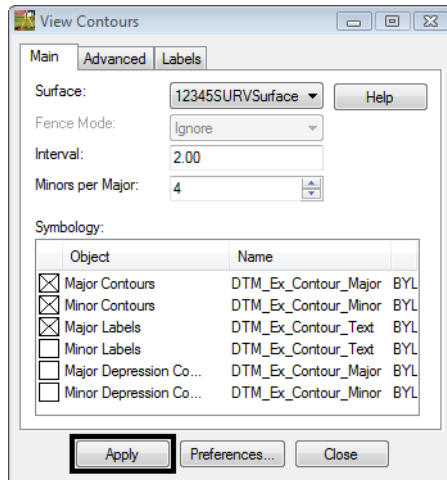 View Contours
Main Advanced Labels
Surface: 12345SURVSurface Help
Fence Mode: Ignore
Interval: 2.00
Minors per Major: 4
Symbology:
Object Name
Major Contours DTM_Ex_Contour_Major BYL
Minor Contours DTM_Ex_Contour_Minor BYL
Major Labels DTM_Ex_Contour_Text BYL
Minor Labels DTM_Ex_Contour_Text BYL
Major Depression Co... DTM_Ex_Contour_Major BYL
Minor Depression Co... DTM_Ex_Contour_Minor BYL
Apply Preferences... Close